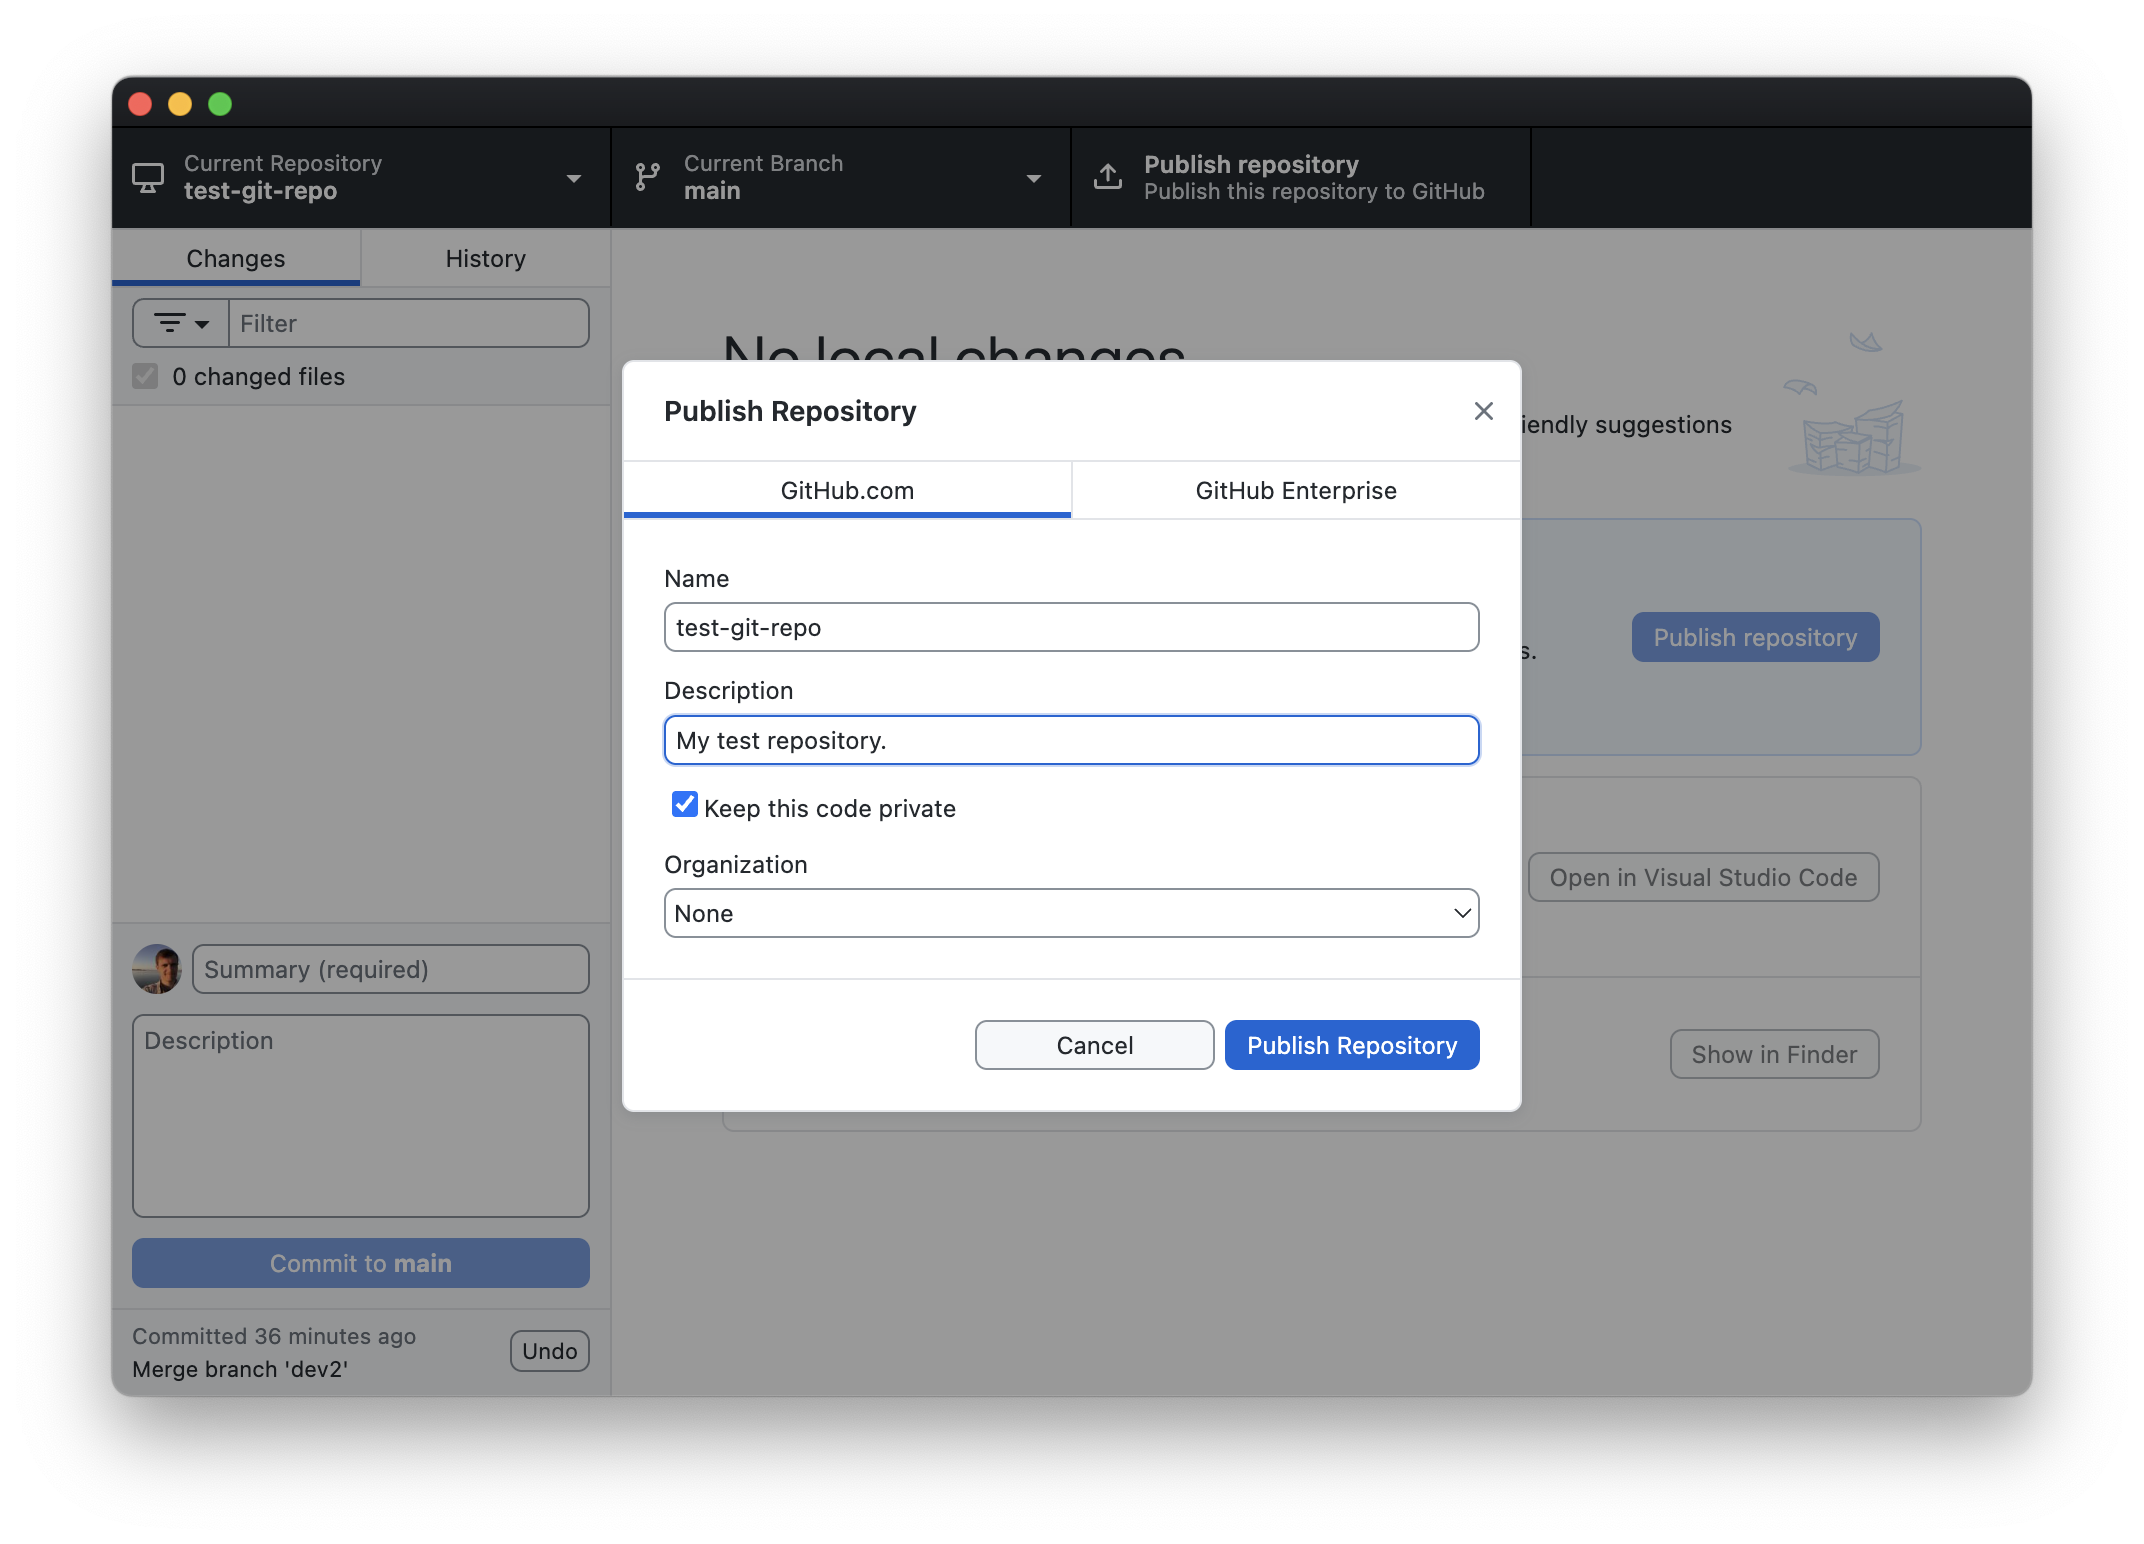 Current Repository
test-git-repo
Current Branch
main
Publish repository
Publish this repository to GitHub
Changes
History
Filter
0 changed files
No local changes
iendly suggestions
s.
Publish repository
Open in Visual Studio Code
Show in Finder
Publish Repository
GitHub.com
GitHub Enterprise
Name
test-git-repo
Description
My test repository.
Keep this code private
Organization
None
Cancel
Publish Repository
Summary (required)
Description
Commit to main
Committed 36 minutes ago
Merge branch 'dev2'
Undo